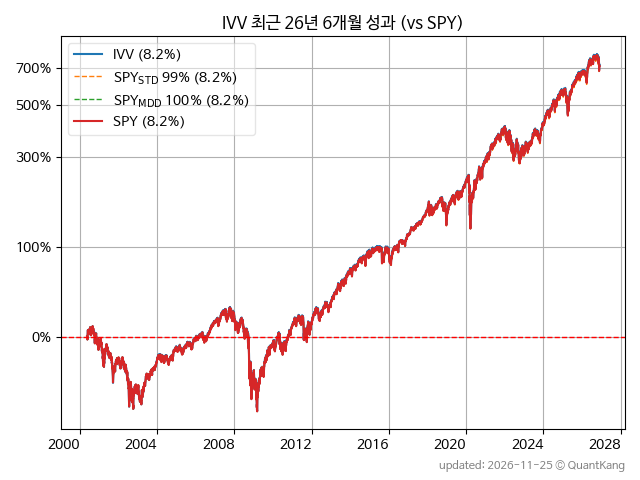 IVV 최근 26년 6개월 성과 (vs SPY)
IVV (8.2%)
SPY_STD 99% (8.2%)
SPY_MDD 100% (8.2%)
SPY (8.2%)
700%
500%
300%
100%
0%
2000 2004 2008 2012 2016 2020 2024 2028
updated: 2026-11-25 © QuantKang